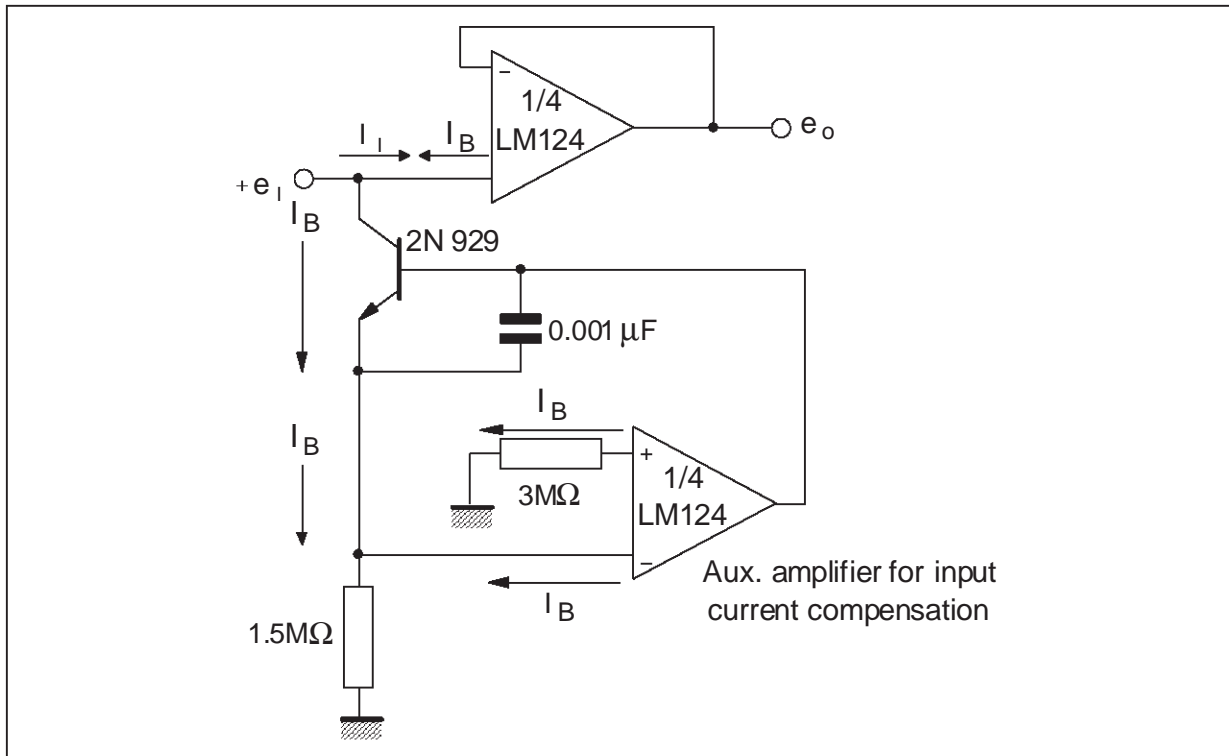 −
1/4
LM124
e o
I I
I B
+e I
I B
2N 929
0.001 μF
I B
I B
+
1/4
3MΩ
LM124
−
Aux. amplifier for input
current compensation
I B
1.5MΩ